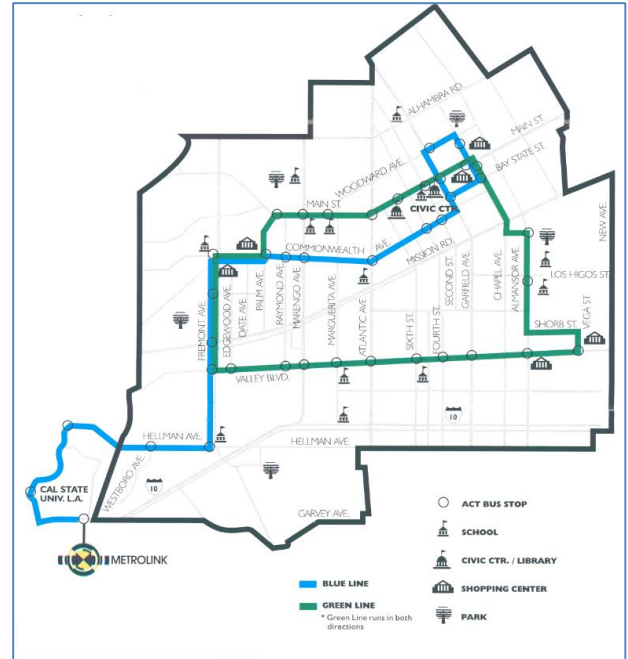 ALHAMBRA RD.
MAIN ST.
WOODWARD AVE.
BAY STATE ST.
MAIN ST.
CIVIC CTR.
COMMONWEALTH AVE.
MISSION RD.
NEW AVE.
FREMONT AVE.
EDGEWOOD AVE.
DATE AVE.
PALM AVE.
RAYMOND AVE.
MARENGO AVE.
MARGUERITA AVE.
ATLANTIC AVE.
SIXTH ST.
FOURTH ST.
SECOND ST.
GARFIELD AVE.
CHAPEL AVE.
ALMANSOR AVE.
LOS HIGOS ST.
VEGA ST.
SHORB ST.
VALLEY BLVD.
10
HELLMAN AVE.
HELLMAN AVE.
WESTBORO AVE.
10
CAL STATE
UNIV. L.A.
GARVEY AVE.
METROLINK
ACT BUS STOP
SCHOOL
CIVIC CTR. / LIBRARY
SHOPPING CENTER
PARK
BLUE LINE
GREEN LINE
* Green Line runs in both
directions